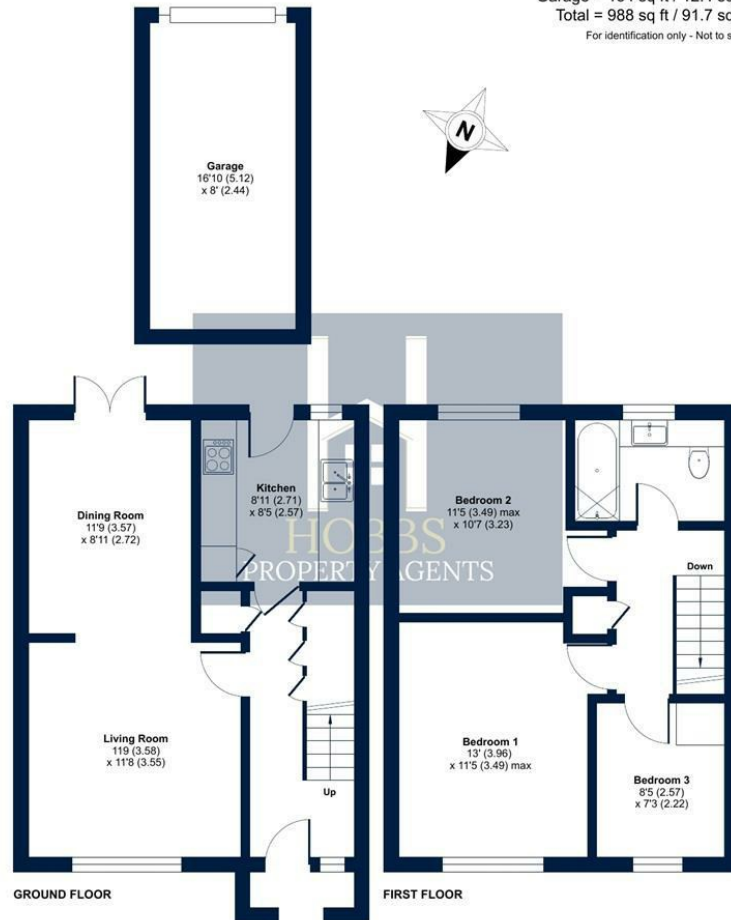 Total = 988 sq ft / 91.7 sq
For identification only - Not to s
N
Garage
16'10 (5.12)
x 8' (2.44)
Dining Room
11'9 (3.57)
x 8'11 (2.72)
Kitchen
8'11 (2.71)
x 8'5 (2.57)
Bedroom 2
11'5 (3.49) max
x 10'7 (3.23)
HOBBS
PROPERTY AGENTS
Down
Living Room
119 (3.58)
x 11'8 (3.55)
Up
Bedroom 1
13' (3.96)
x 11'5 (3.49) max
Bedroom 3
8'5 (2.57)
x 7'3 (2.22)
GROUND FLOOR
FIRST FLOOR